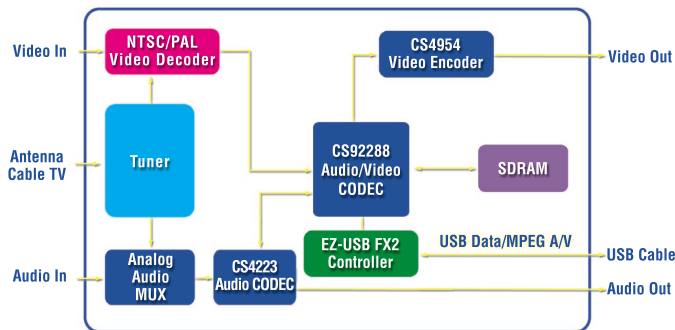 Video In
NTSC/PAL
Video Decoder
CS4954
Video Encoder
Video Out
Antenna
Cable TV
Tuner
CS92288
Audio/Video
CODEC
SDRAM
EZ-USB FX2
Controller
USB Data/MPEG A/V
USB Cable
Audio In
Analog
Audio
MUX
CS4223
Audio CODEC
Audio Out